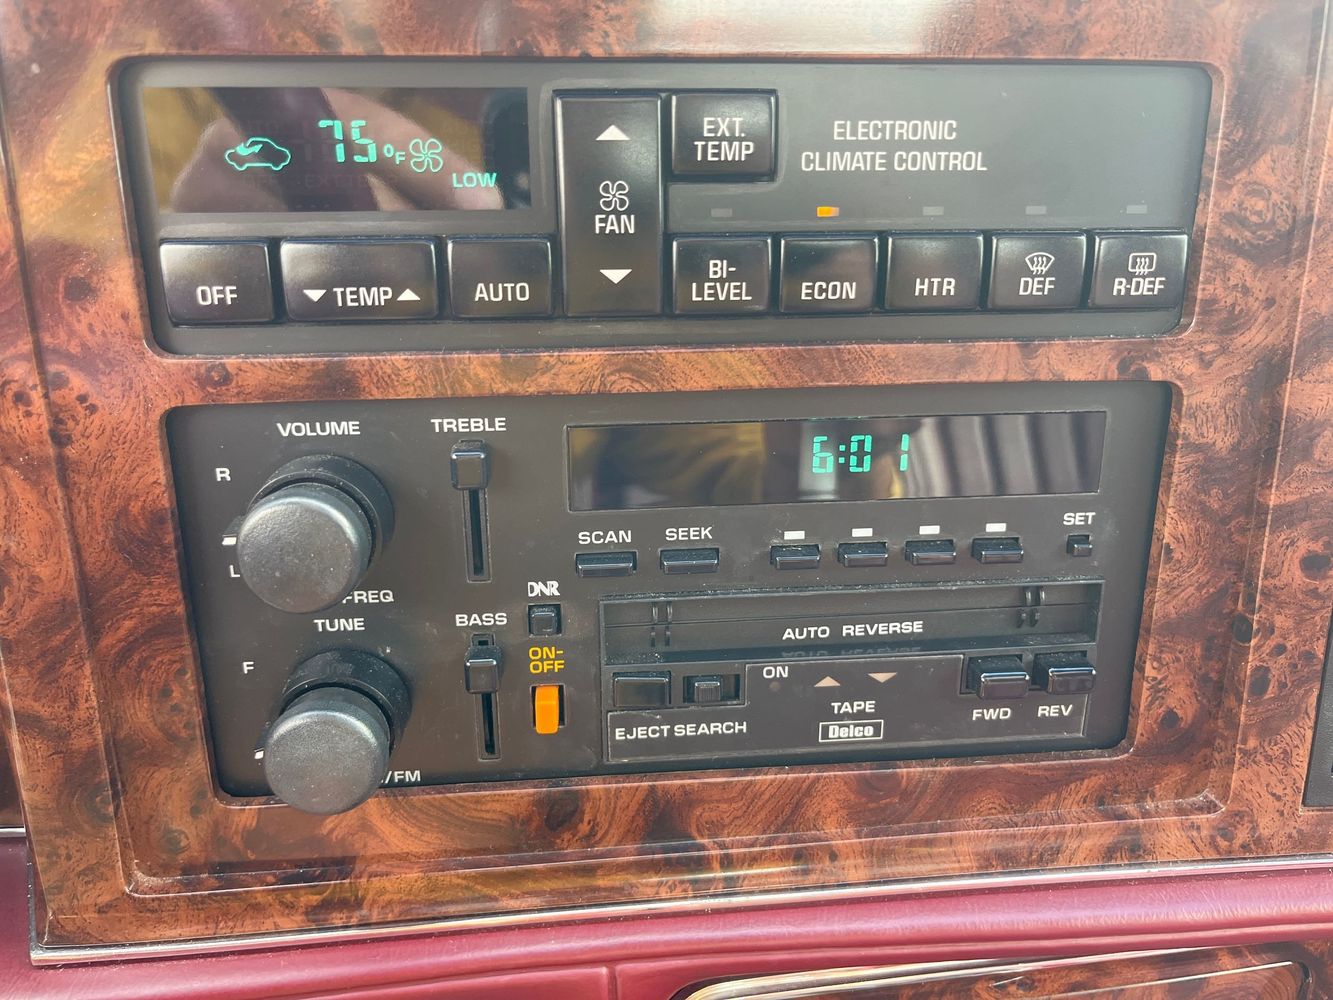 75°F
LOW
EXT.
TEMP
ELECTRONIC
CLIMATE CONTROL
FAN
OFF
TEMP
AUTO
BI-
LEVEL
ECON
HTR
DEF
R-DEF
VOLUME
TREBLE
R
L
6:01
SCAN
SEEK
SET
DNR
TUNE
BASS
F
ON-
OFF
/FM
AUTO REVERSE
ON
TAPE
Delco
EJECT SEARCH
FWD
REV